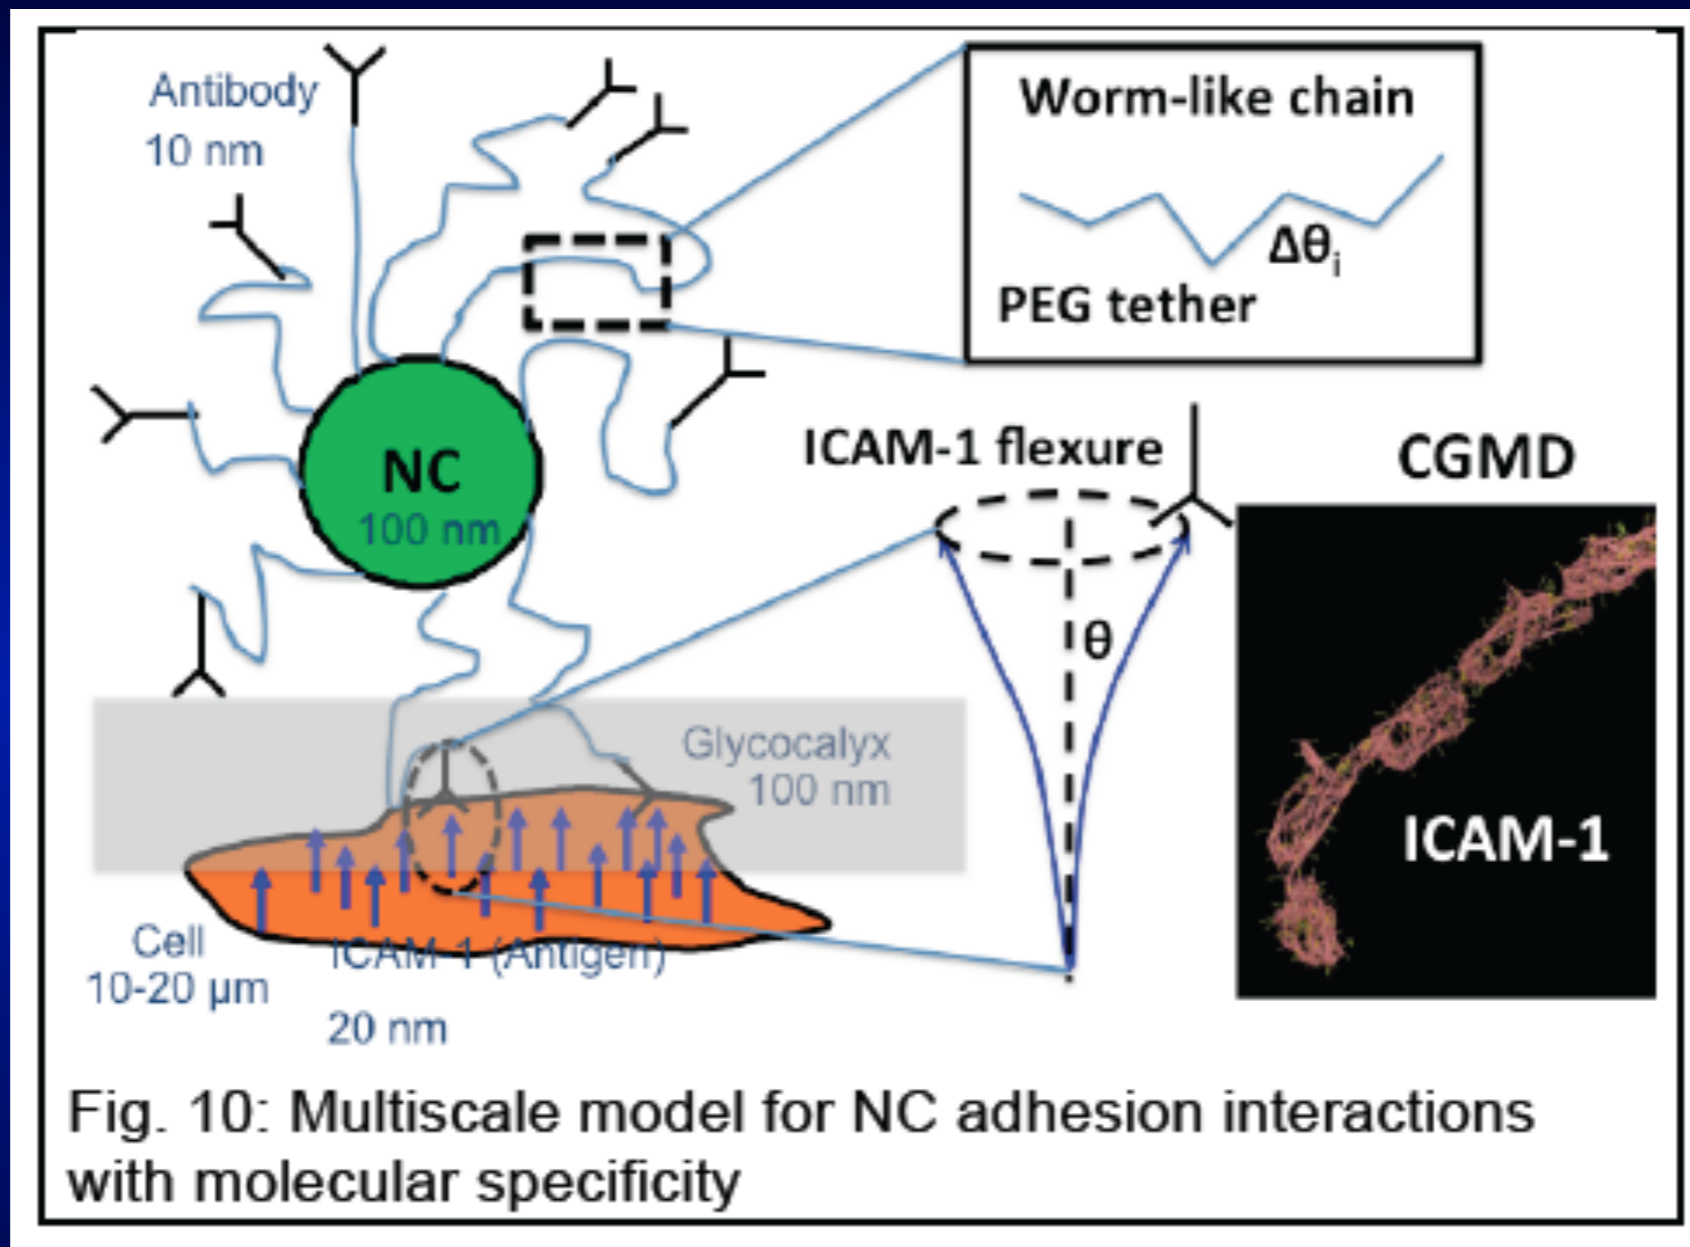 Antibody
10 nm
Worm-like chain
Δθi
PEG tether
NC
100 nm
ICAM-1 flexure
θ
CGMD
ICAM-1
Glycocalyx
100 nm
Cell
10-20 μm
ICAM-1 (Antigen)
20 nm
Fig. 10: Multiscale model for NC adhesion interactions
with molecular specificity